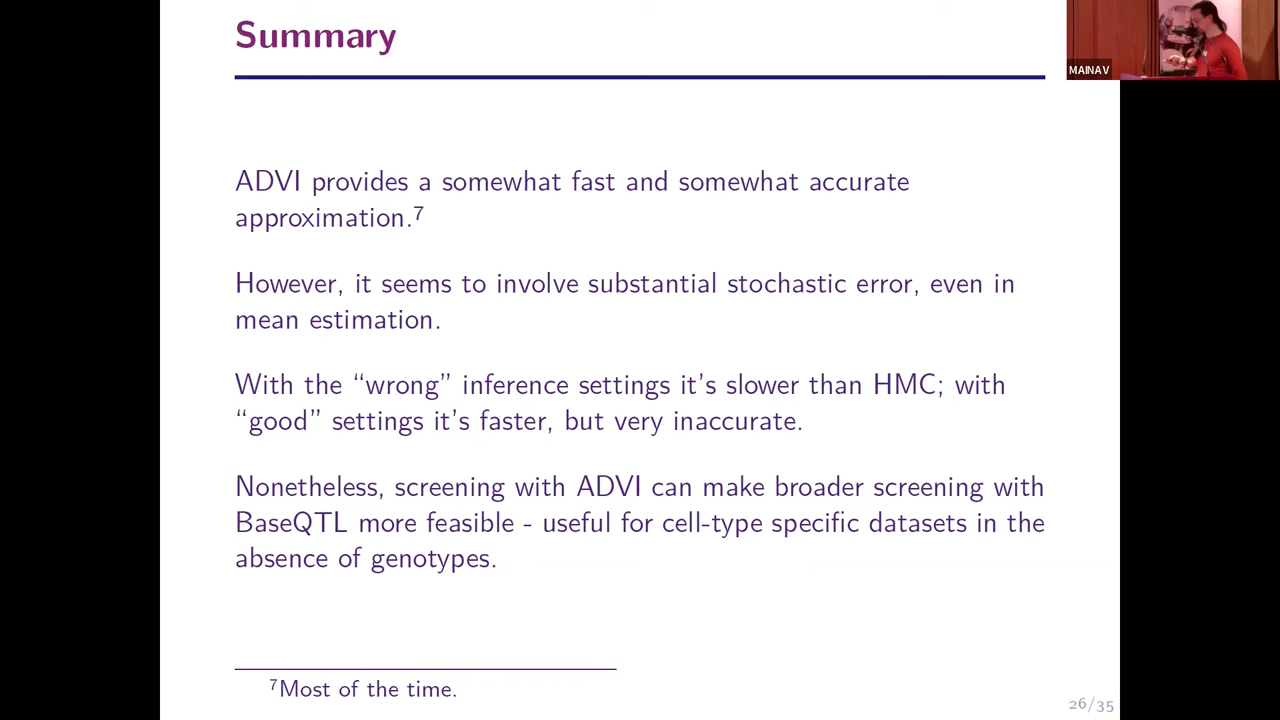 Summary
MAINAV
ADVI provides a somewhat fast and somewhat accurate
approximation.⁷
However, it seems to involve substantial stochastic error, even in
mean estimation.
With the “wrong” inference settings it’s slower than HMC; with
“good” settings it’s faster, but very inaccurate.
Nonetheless, screening with ADVI can make broader screening with
BaseQTL more feasible - useful for cell-type specific datasets in the
absence of genotypes.
⁷Most of the time.
26/35